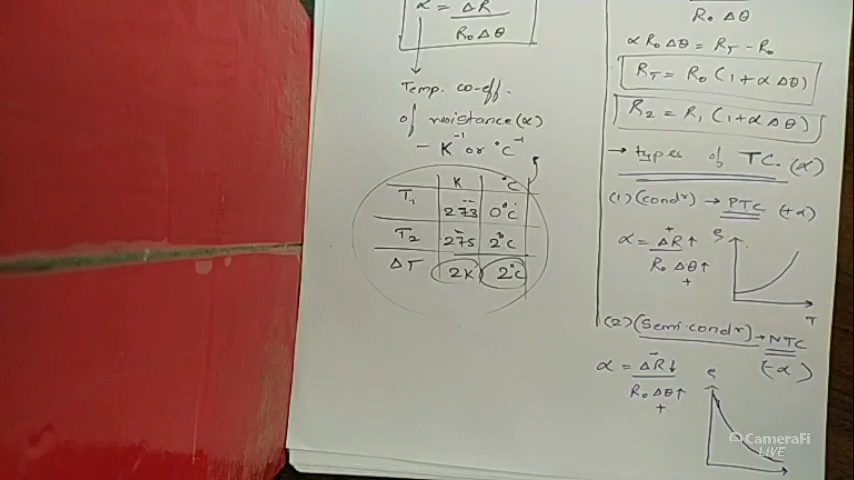 α = ΔR
R₀ Δθ
Temp. co-eff.
of resistance(α)
- K⁻¹ or °C⁻¹
K °C
T₁ 273 0°C
T₂ 275 2°C
ΔT 2K 2°C
R₀ Δθ
α R₀ Δθ = R_T - R₀
R_T = R₀ (1 + α Δθ)
R₂ = R₁ (1 + α Δθ)
→ types of TC. (α)
(1) (condr) → PTC (+α)
α = ΔR ↑
R₀ Δθ ↑
+
ρ
T
(2) (Semi condr) → NTC
(-α)
α = ΔR ↓
R₀ Δθ ↑
+
ρ
CameraFi
LIVE